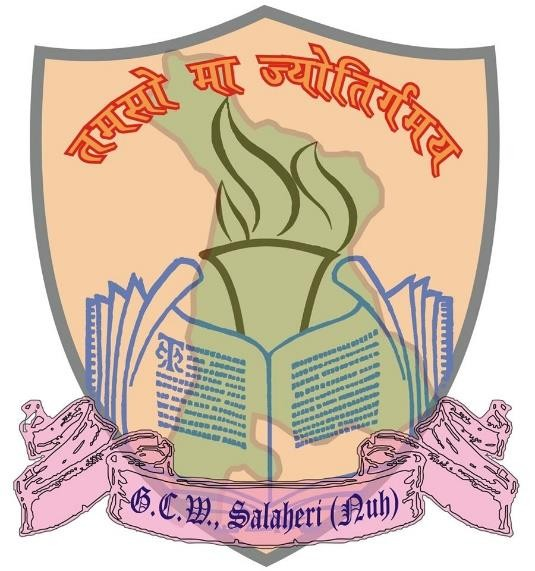 तमसो मा ज्योतिर्गमय
G.C.W., Salaheri (Nuh)